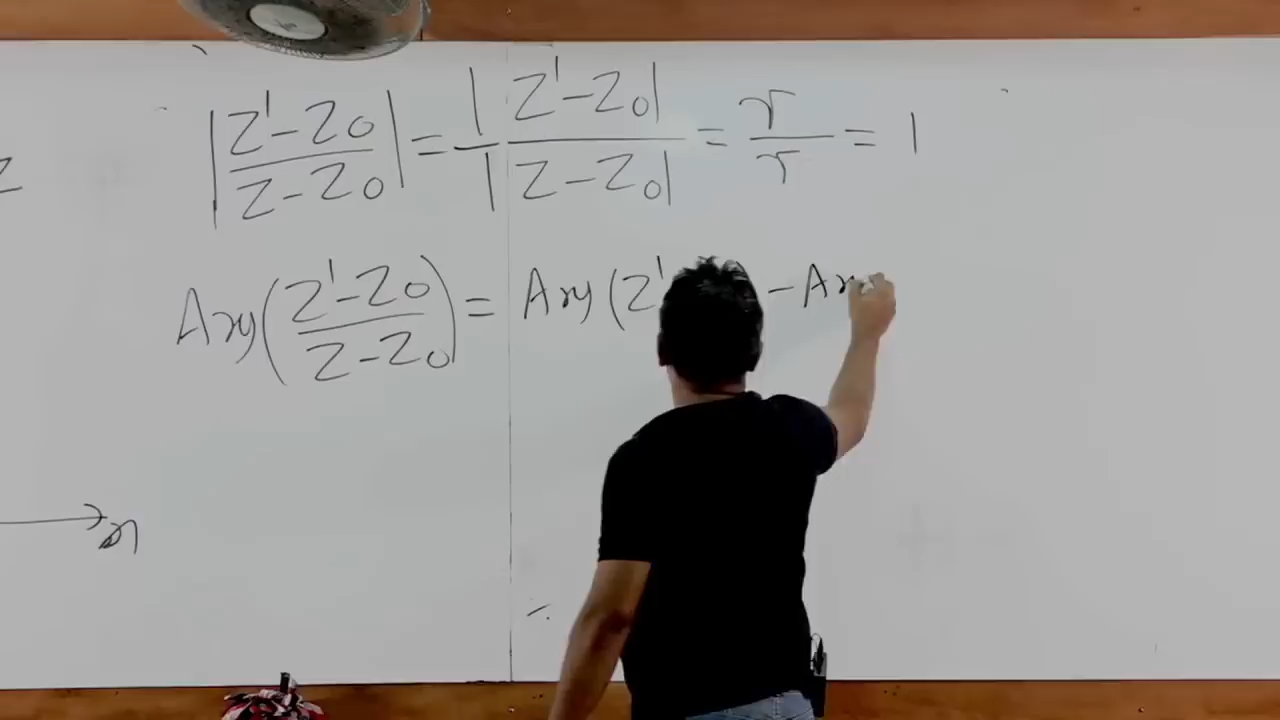 |Z'-Z0 / Z-Z0| = |Z'-Z0| / |Z-Z0| = r/r = 1
Arg(Z'-Z0 / Z-Z0) = Arg(Z' - Ar
x